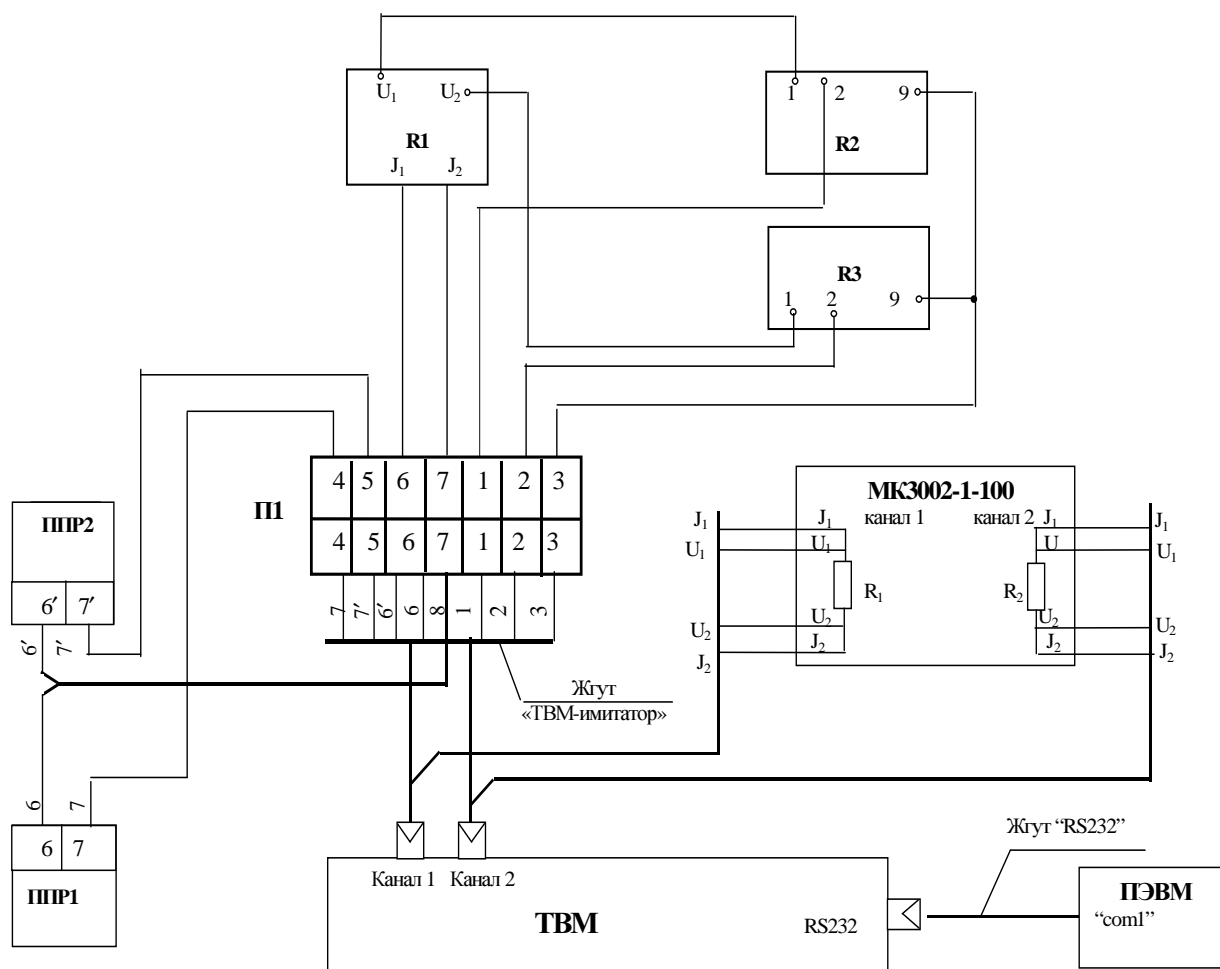 U₁ U₂
R1
J₁ J₂
1 2 9
R2
R3
1 2 9
П1
4 5 6 7 1 2 3
4 5 6 7 1 2 3
7 7′ 6′ 6 8 1 2 3
Жгут
«ТВМ-имитатор»
ППР2
6′ 7′
6′ 7′
6 7
6 7
ППР1
МК3002-1-100
канал 1 канал 2
J₁ J₁ J₁ J₁
U₁ U₁ U U₁
R₁ R₂
U₂ U₂ U₂ U₂
J₂ J₂ J₂ J₂
Канал 1 Канал 2
ТВМ
RS232
Жгут “RS232”
ПЭВМ
“com1”